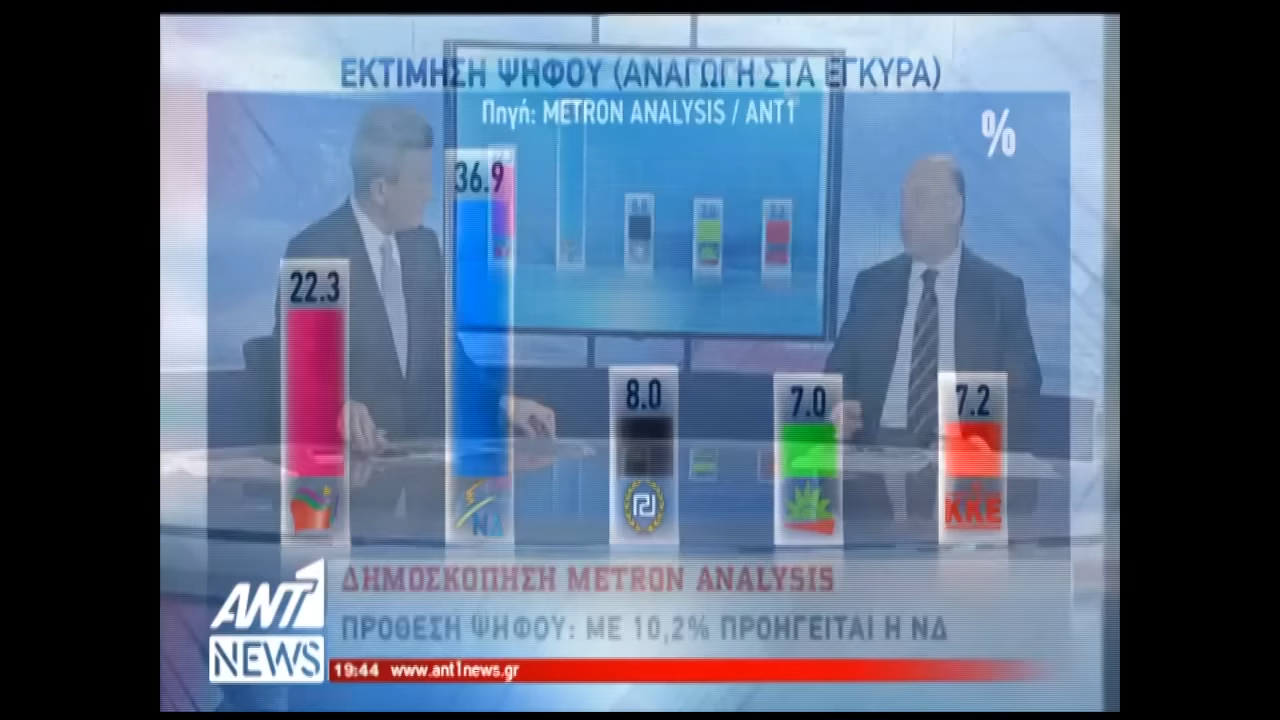 ΕΚΤΙΜΗΣΗ ΨΗΦΟΥ (ΑΝΑΓΩΓΗ ΣΤΑ ΕΓΚΥΡΑ)
Πηγή: METRON ANALYSIS / ANT1
%
36.9
22.3
8.0
7.0
7.2
ΝΔ
ΚΚΕ
ΔΗΜΟΣΚΟΠΗΣΗ METRON ANALYSIS
ΠΡΟΘΕΣΗ ΨΗΦΟΥ: ΜΕ 10,2% ΠΡΟΗΓΕΙΤΑΙ Η ΝΔ
ANT1
NEWS
19:44 www.ant1news.gr